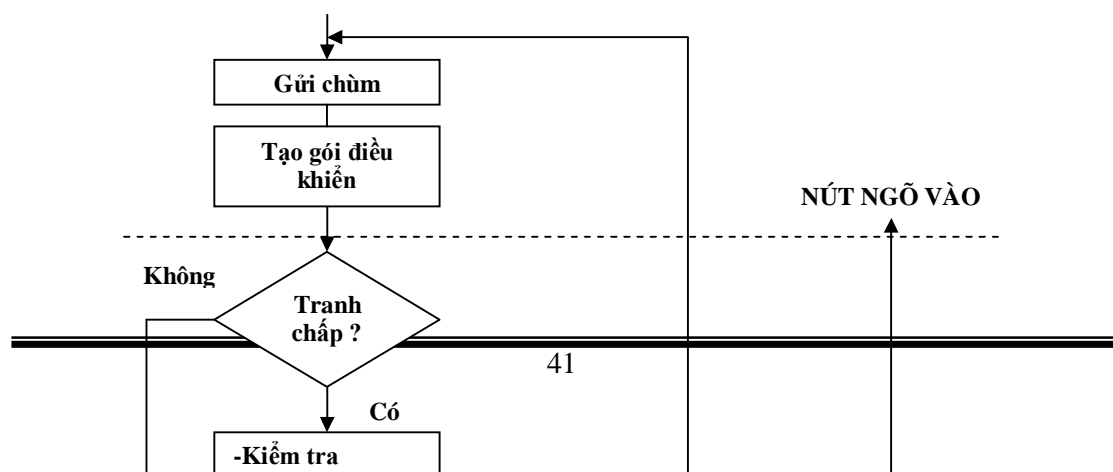 Gửi chùm
Tạo gói điều
khiển
NÚT NGÕ VÀO
Không
Tranh
chấp ?
41
Có
-Kiểm tra